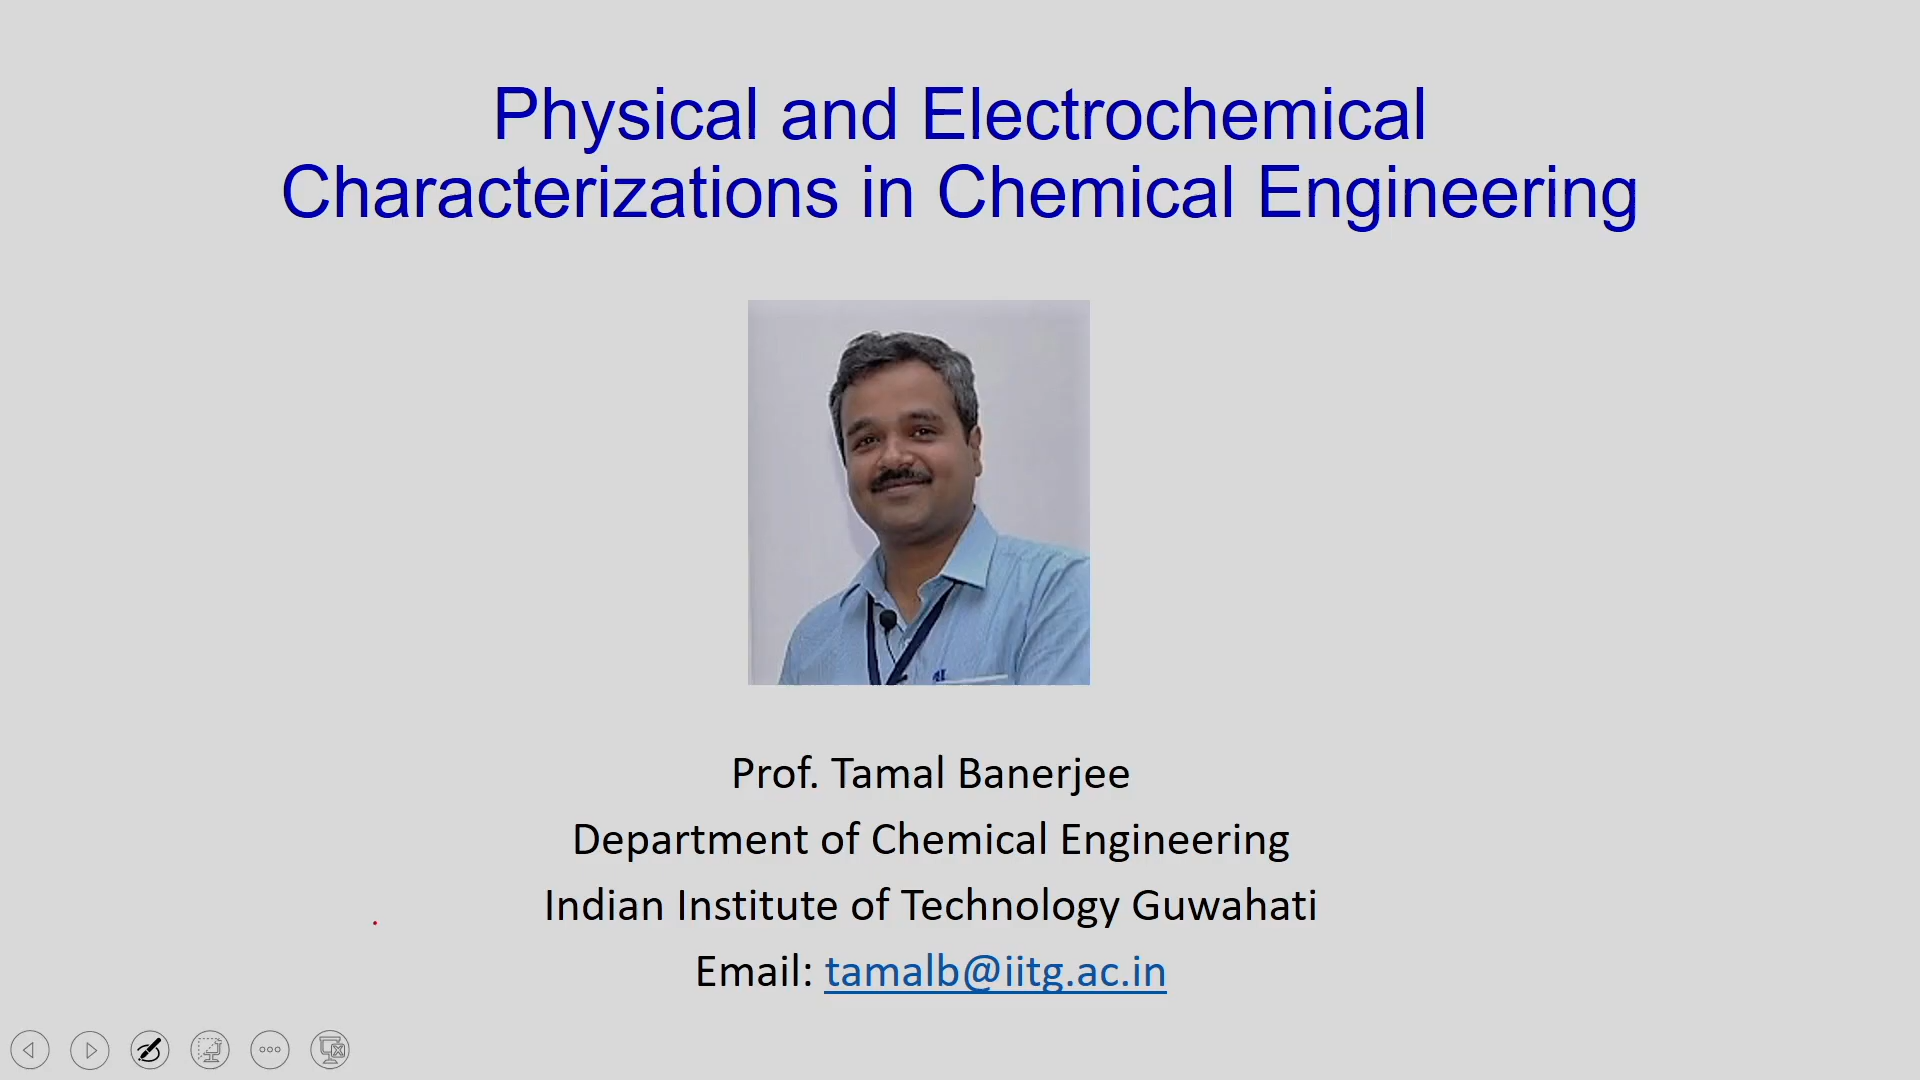 Physical and Electrochemical
Characterizations in Chemical Engineering
Prof. Tamal Banerjee
Department of Chemical Engineering
Indian Institute of Technology Guwahati
Email: tamalb@iitg.ac.in